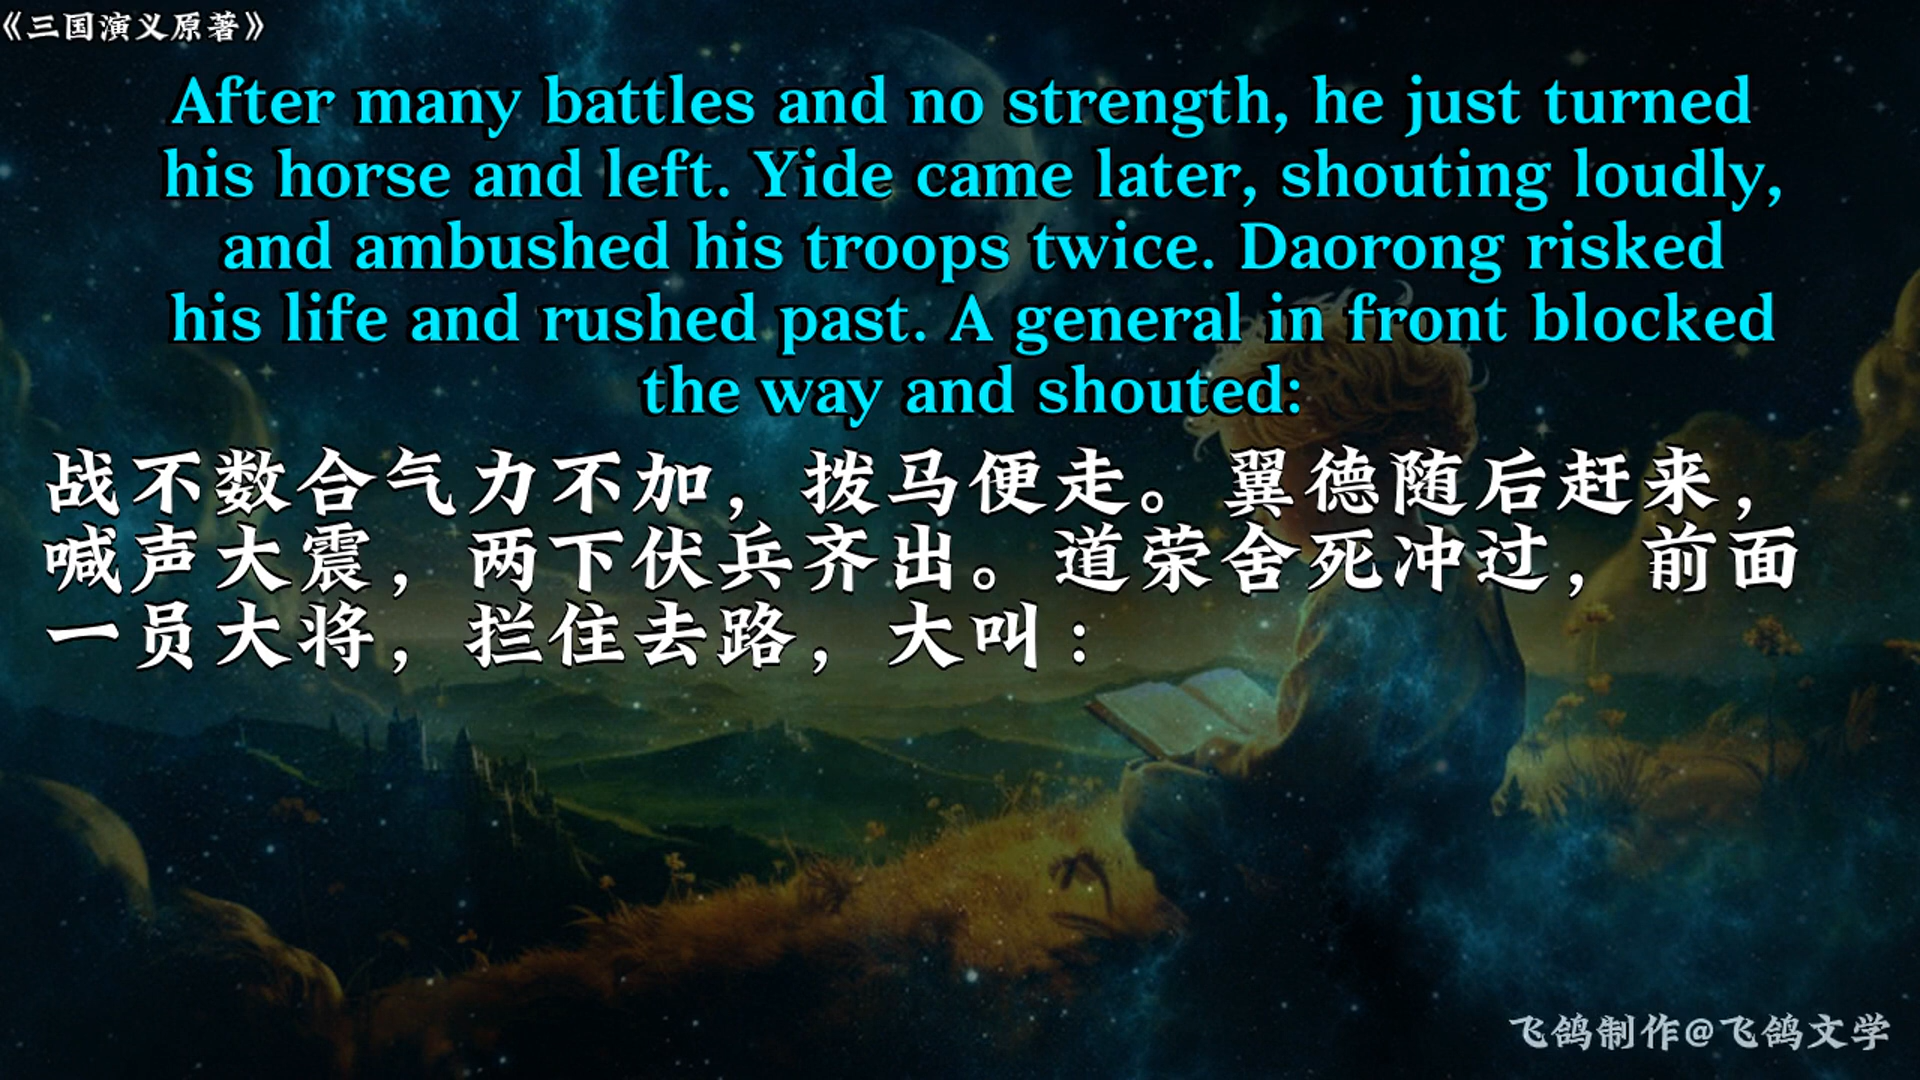 《三国演义原著》
After many battles and no strength, he just turned
his horse and left. Yide came later, shouting loudly,
and ambushed his troops twice. Daorong risked
his life and rushed past. A general in front blocked
the way and shouted:
战不数合气力不加，拨马便走。翼德随后赶来，
喊声大震，两下伏兵齐出。道荣舍死冲过，前面
一员大将，拦住去路，大叫：
飞鸽制作@飞鸽文学